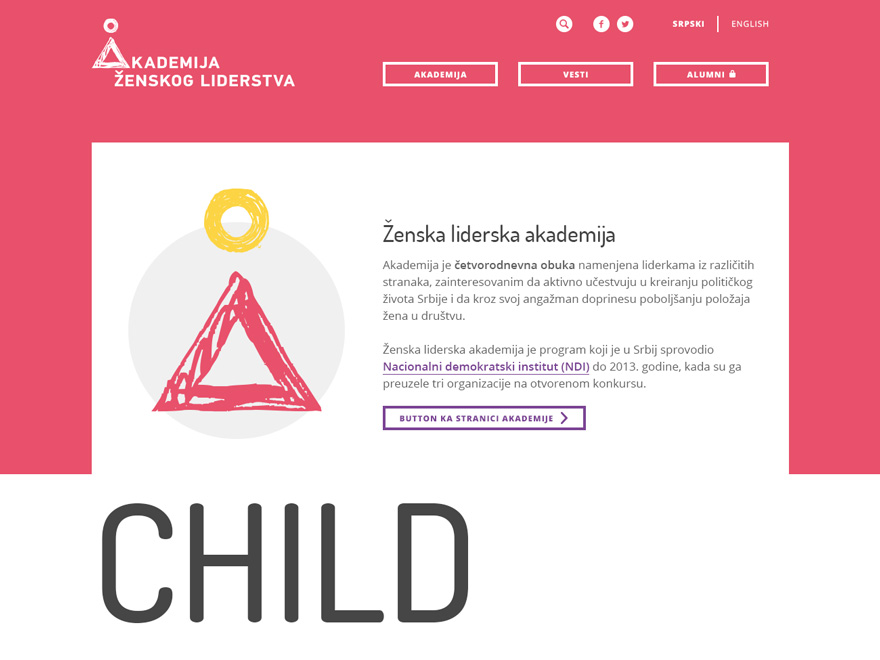 SRPSKI ENGLISH
KADEMIJA
ŽENSKOG LIDERSTVA
AKADEMIJA VESTI ALUMNI
Ženska liderska akademija
Akademija je četvorodnevna obuka namenjena liderkama iz različitih
stranaka, zainteresovanim da aktivno učestvuju u kreiranju političkog
života Srbije i da kroz svoj angažman doprinesu poboljšanju položaja
žena u društvu.
Ženska liderska akademija je program koji je u Srbij sprovodio
Nacionalni demokratski institut (NDI) do 2013. godine, kada su ga
preuzele tri organizacije na otvorenom konkursu.
BUTTON KA STRANICI AKADEMIJE
CHILD